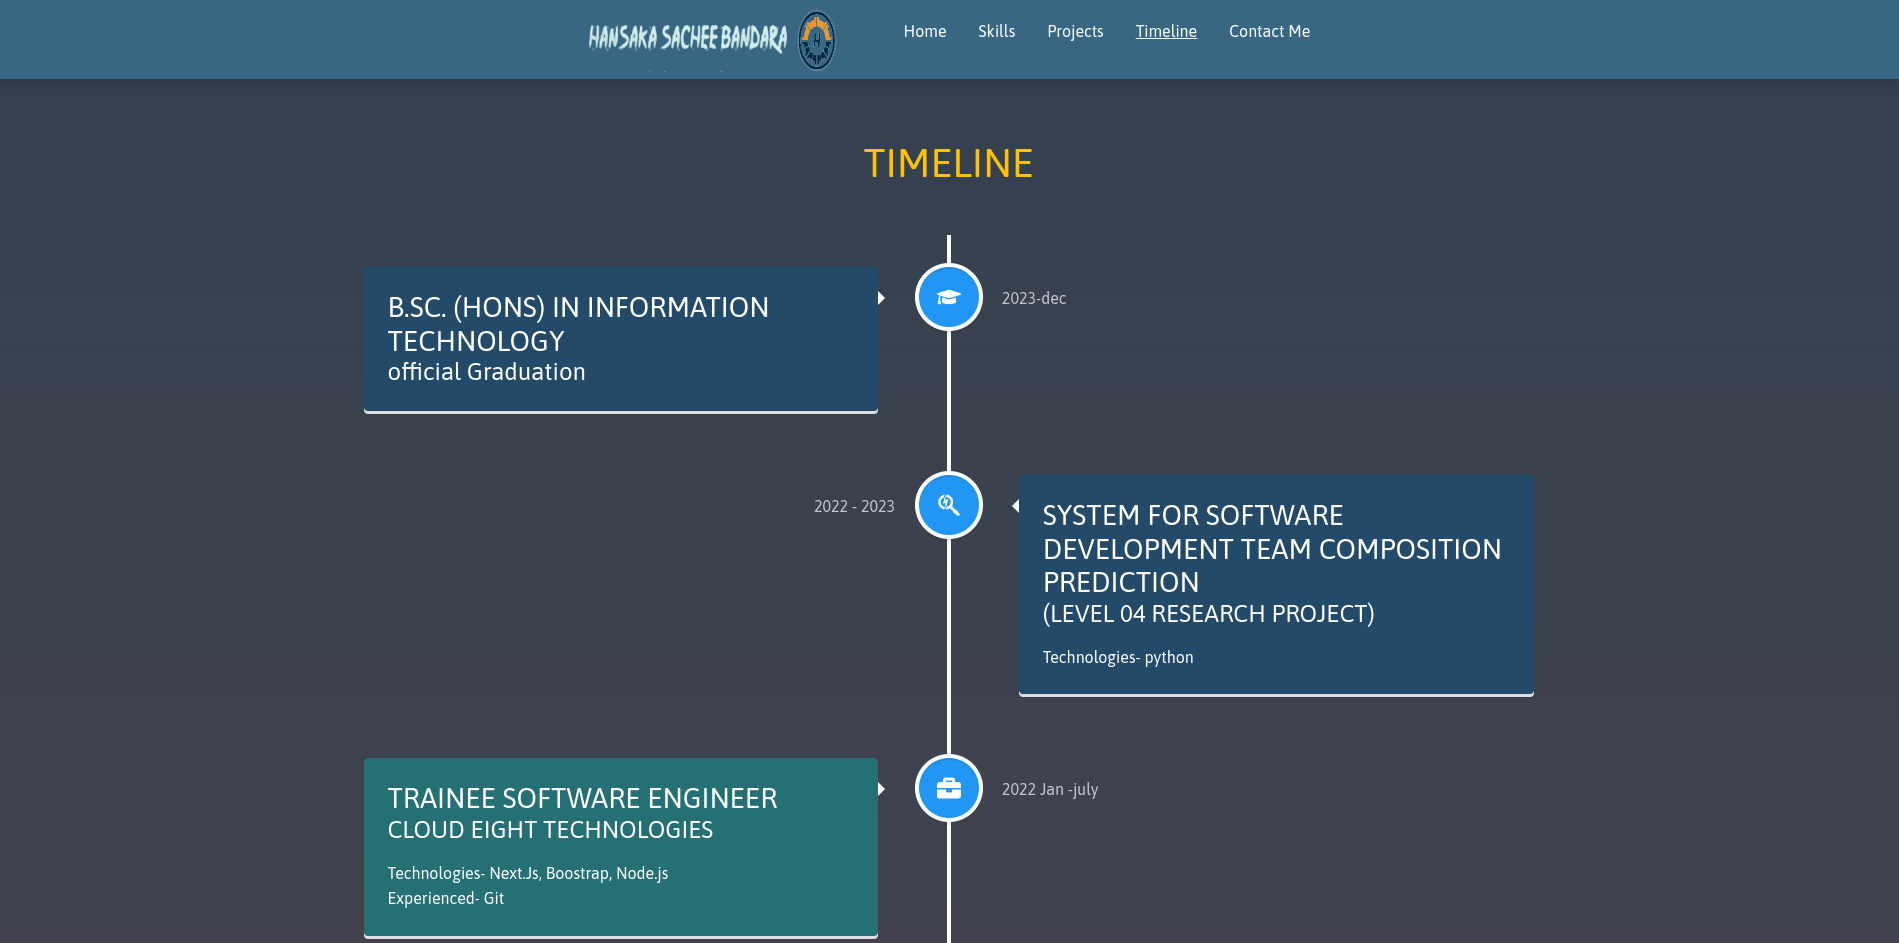 HANSAKA SACHEE BANDARA
H
Home Skills Projects Timeline Contact Me
TIMELINE
B.SC. (HONS) IN INFORMATION
TECHNOLOGY
official Graduation
2023-dec
2022 - 2023
SYSTEM FOR SOFTWARE
DEVELOPMENT TEAM COMPOSITION
PREDICTION
(LEVEL 04 RESEARCH PROJECT)
Technologies- python
TRAINEE SOFTWARE ENGINEER
CLOUD EIGHT TECHNOLOGIES
Technologies- Next.Js, Boostrap, Node.js
Experienced- Git
2022 Jan -july